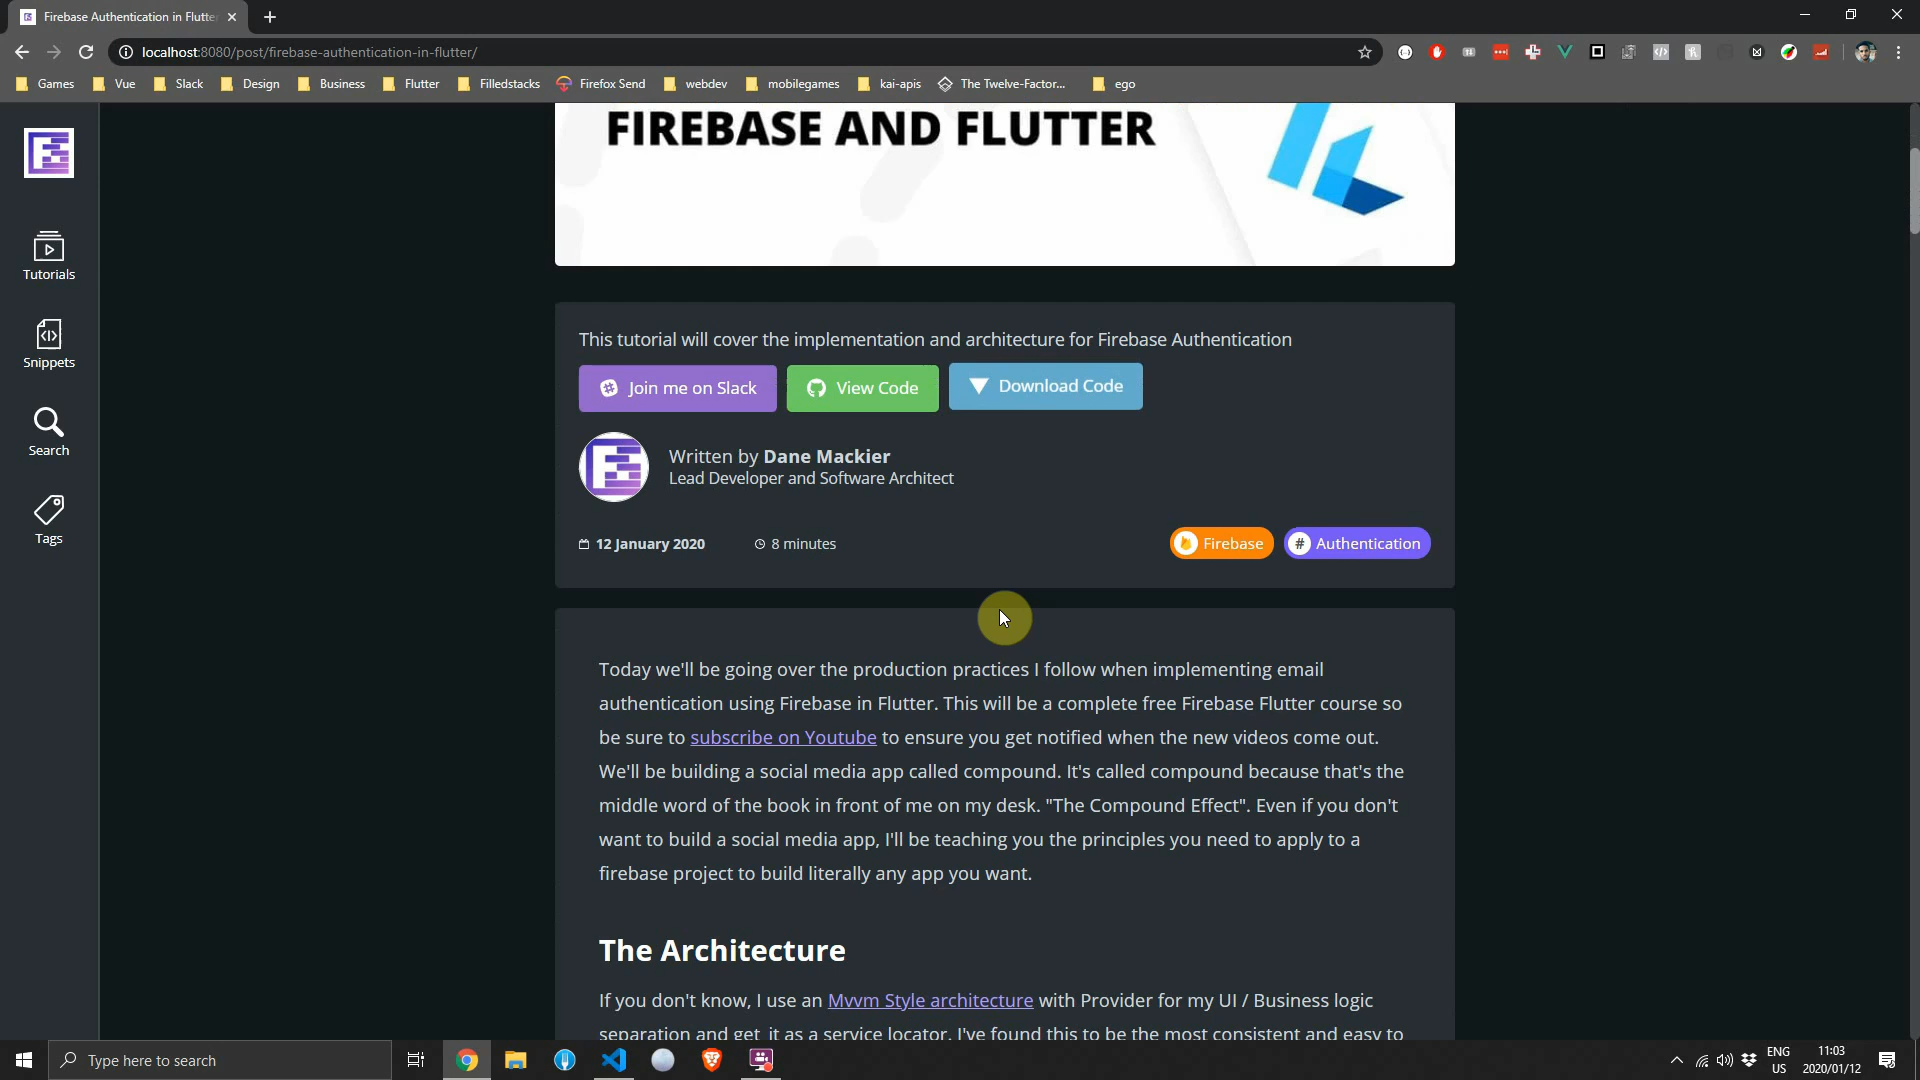 Firebase Authentication in Flutte
localhost:8080/post/firebase-authentication-in-flutter/
Games Vue Slack Design Business Flutter Filledstacks Firefox Send webdev mobilegames kai-apis The Twelve-Factor... ego
FIREBASE AND FLUTTER
Tutorials
Snippets
Search
Tags
This tutorial will cover the implementation and architecture for Firebase Authentication
Join me on Slack View Code Download Code
Written by Dane Mackier
Lead Developer and Software Architect
12 January 2020 8 minutes Firebase # Authentication
Today we'll be going over the production practices I follow when implementing email
authentication using Firebase in Flutter. This will be a complete free Firebase Flutter course so
be sure to subscribe on Youtube to ensure you get notified when the new videos come out.
We'll be building a social media app called compound. It's called compound because that's the
middle word of the book in front of me on my desk. "The Compound Effect". Even if you don't
want to build a social media app, I'll be teaching you the principles you need to apply to a
firebase project to build literally any app you want.
The Architecture
If you don't know, I use an Mvvm Style architecture with Provider for my UI / Business logic
separation and get_it as a service locator. I've found this to be the most consistent and easy to
Type here to search
ENG
US
11:03
2020/01/12